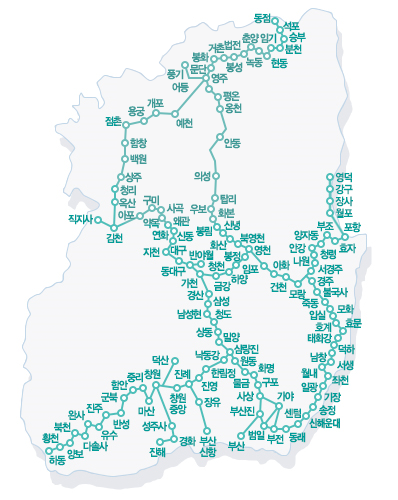 동점
석포
승부
분천
현동
임기
녹동
춘양
법전
봉성
거촌
봉화
문단
풍기
어등
영주
평은
옹천
안동
개포
용궁
점촌
예천
함창
백원
상주
청리
옥산
직지사
김천
아포
구미
사곡
약목
왜관
연화
신동
지천
대구
동대구
의성
탑리
우보
화본
봉림
신녕
화산
북영천
봉정
영천
임포
아화
건천
모량
반야월
청천
하양
금강
가천
경산
삼성
남성현
청도
상동
밀양
영덕
강구
장사
월포
포항
부조
효자
양자동
안강
청령
나원
서경주
경주
불국사
죽동
입실
모화
호계
효문
태화강
덕하
남창
서생
월내
좌천
일광
기장
송정
신해운대
센텀
동래
부전
거제
삼랑진
낙동강
원동
화명
한림정
물금
구포
사상
가야
부산진
범일
부산
덕산
창원
진례
진영
장유
부산
신항
창원
중앙
성주사
경화
진해
중리
마산
함안
군북
반성
진주
유수
완사
다솔사
북천
양보
횡천
하동